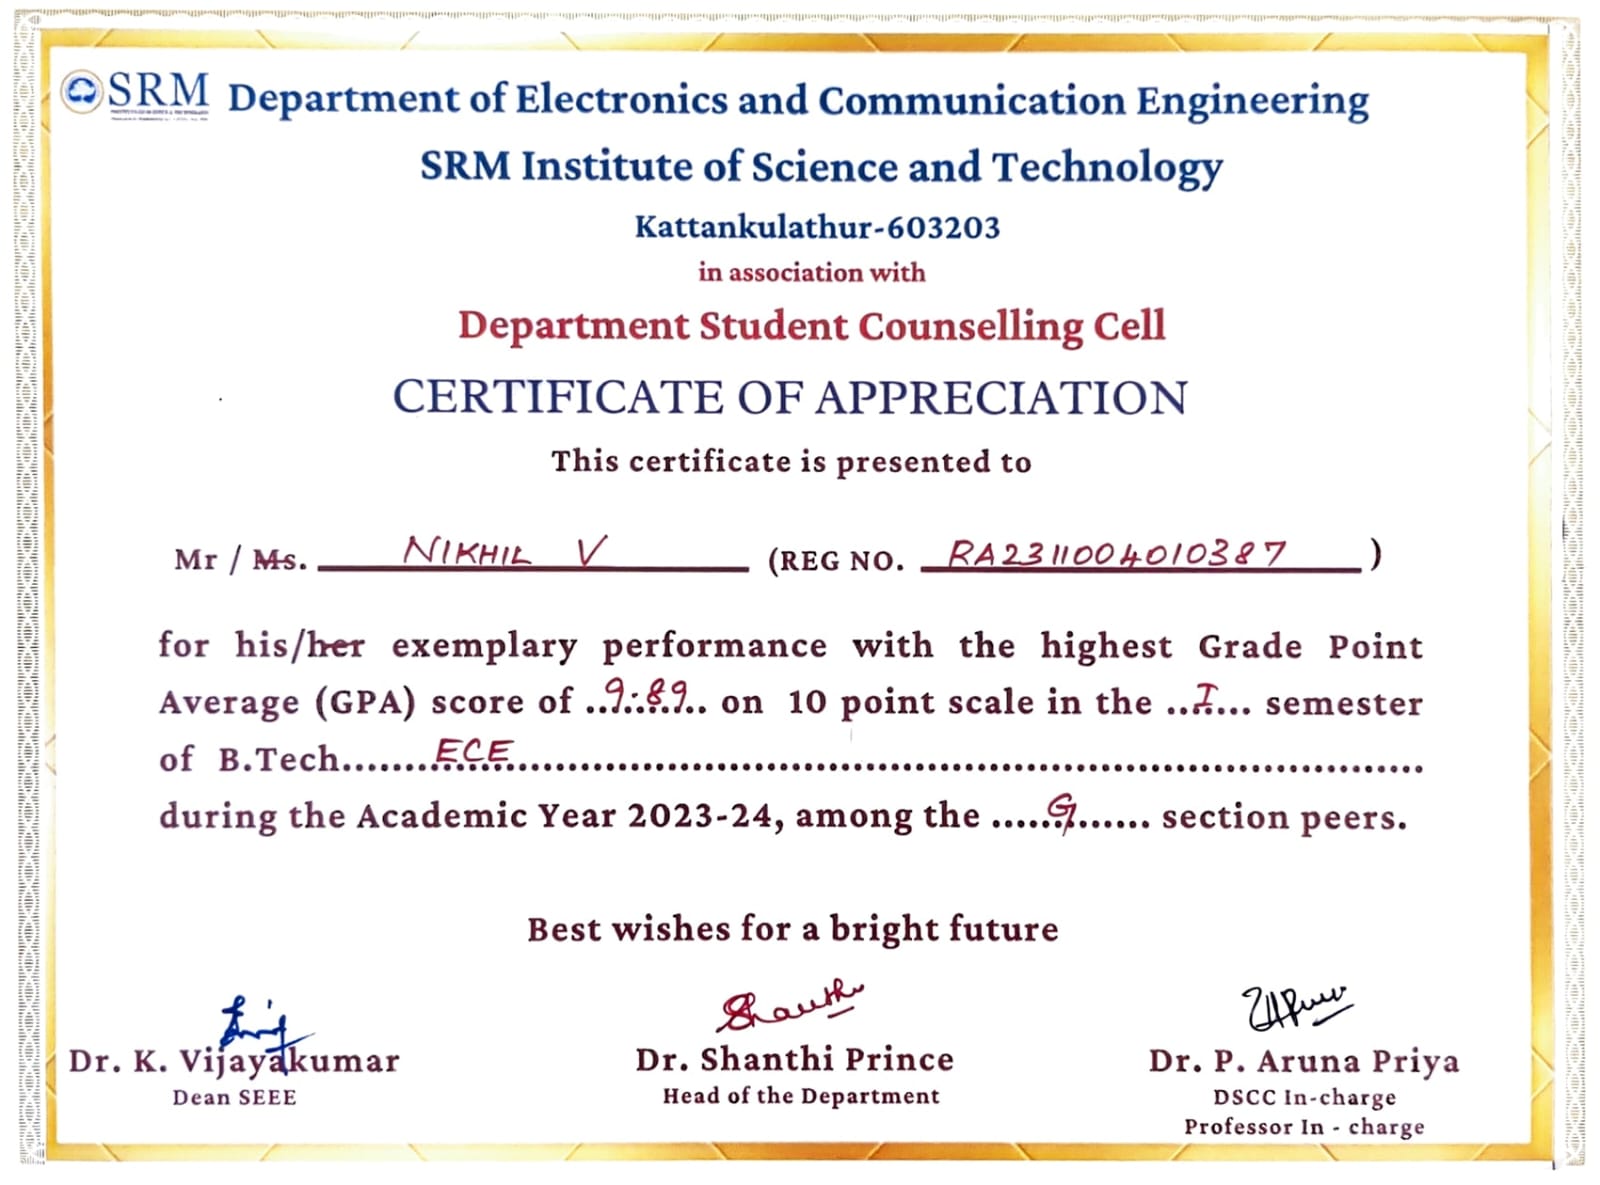 SRM Department of Electronics and Communication Engineering
SRM Institute of Science and Technology
Kattankulathur-603203
in association with
Department Student Counselling Cell
CERTIFICATE OF APPRECIATION
This certificate is presented to
Mr / Ms. NIKHIL V (REG NO. RA2311004010387)
for his/her exemplary performance with the highest Grade Point
Average (GPA) score of ..9.89.. on 10 point scale in the ..I... semester
of B.Tech........ECE........................................................................................
during the Academic Year 2023-24, among the ......G...... section peers.
Best wishes for a bright future
Shanthi
Dr. K. Vijayakumar Dr. Shanthi Prince Dr. P. Aruna Priya
Dean SEEE Head of the Department DSCC In-charge
Professor In - charge